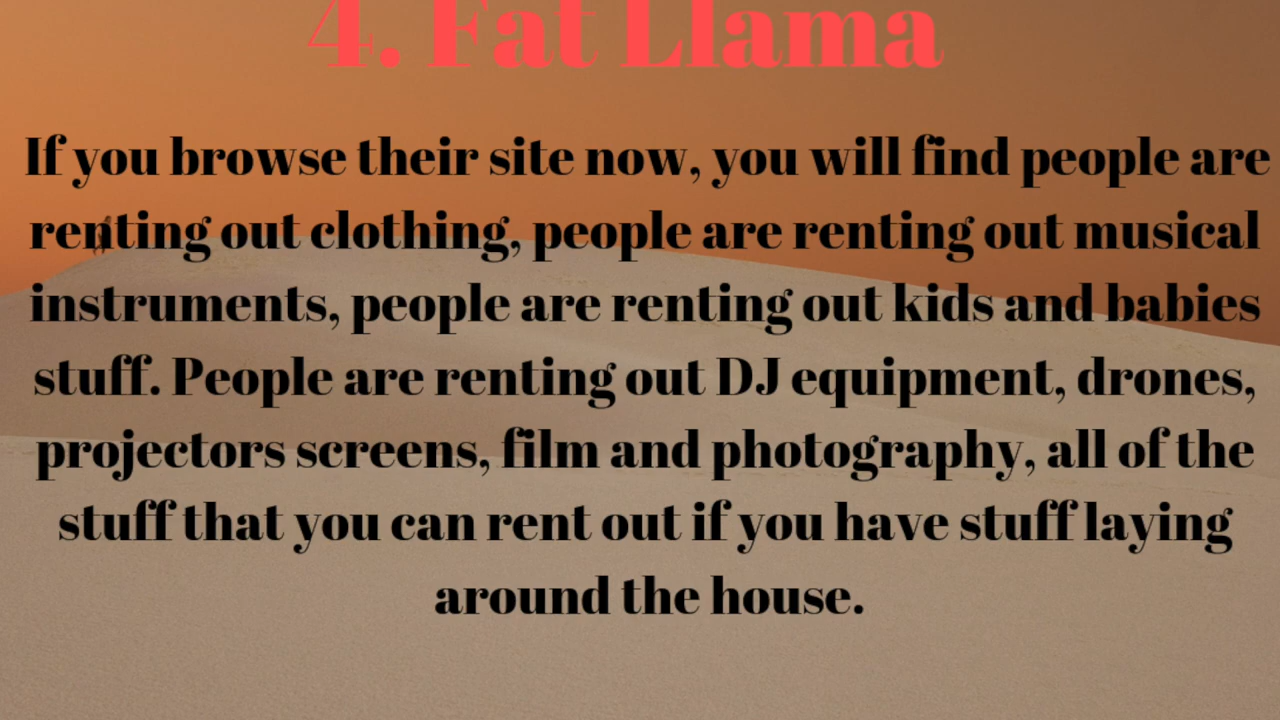 4. Fat Llama
If you browse their site now, you will find people are
renting out clothing, people are renting out musical
instruments, people are renting out kids and babies
stuff. People are renting out DJ equipment, drones,
projectors screens, film and photography, all of the
stuff that you can rent out if you have stuff laying
around the house.